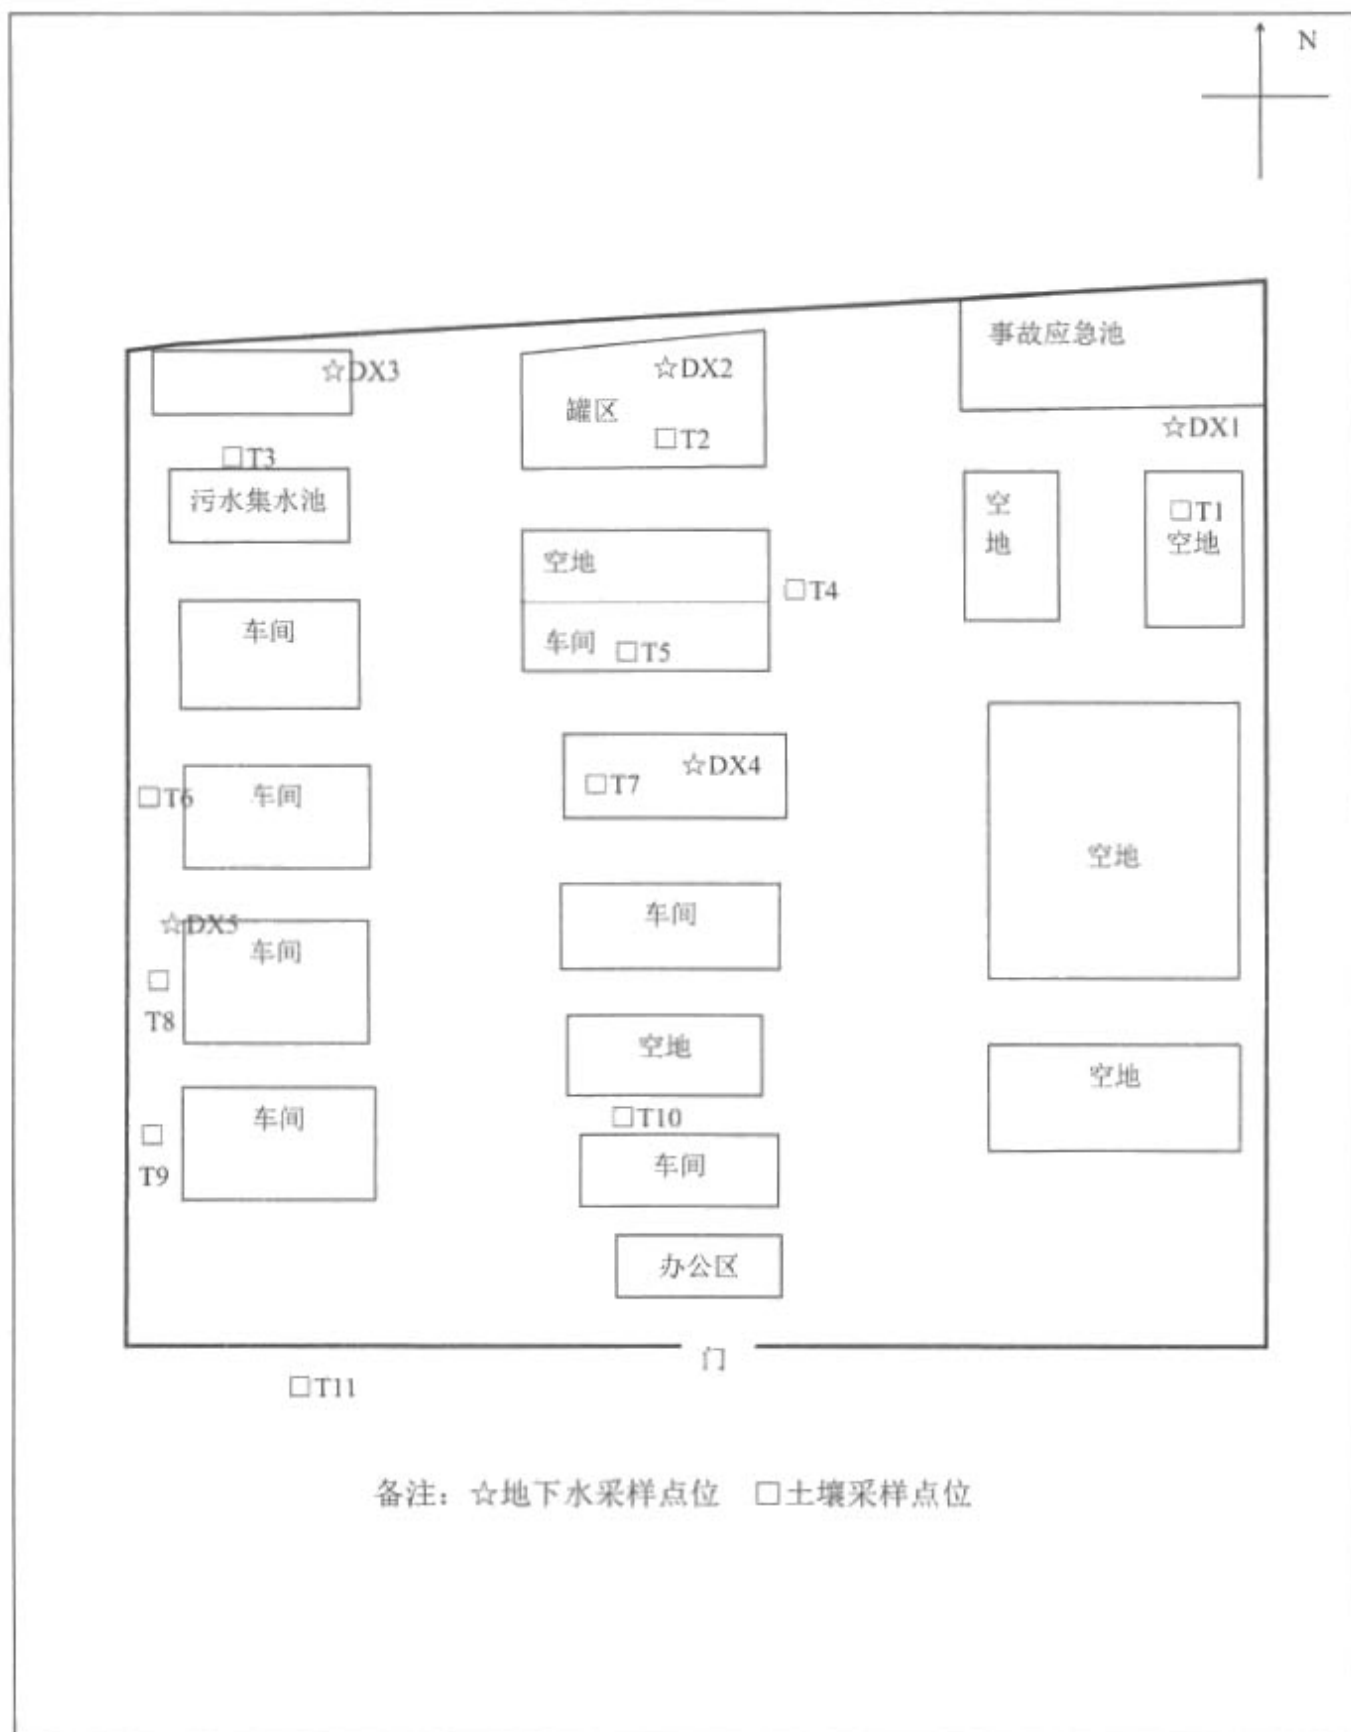 N
事故应急池
☆DX3
☆DX2
罐区
□T2
☆DX1
□T3
污水集水池
空
地
□T1
空地
空地
□T4
车间
车间
□T5
□T6
车间
□T7
☆DX4
空地
☆DX5
车间
□
T8
车间
空地
空地
□T10
□
T9
车间
车间
办公区
门
□T11
备注：☆地下水采样点位 □土壤采样点位